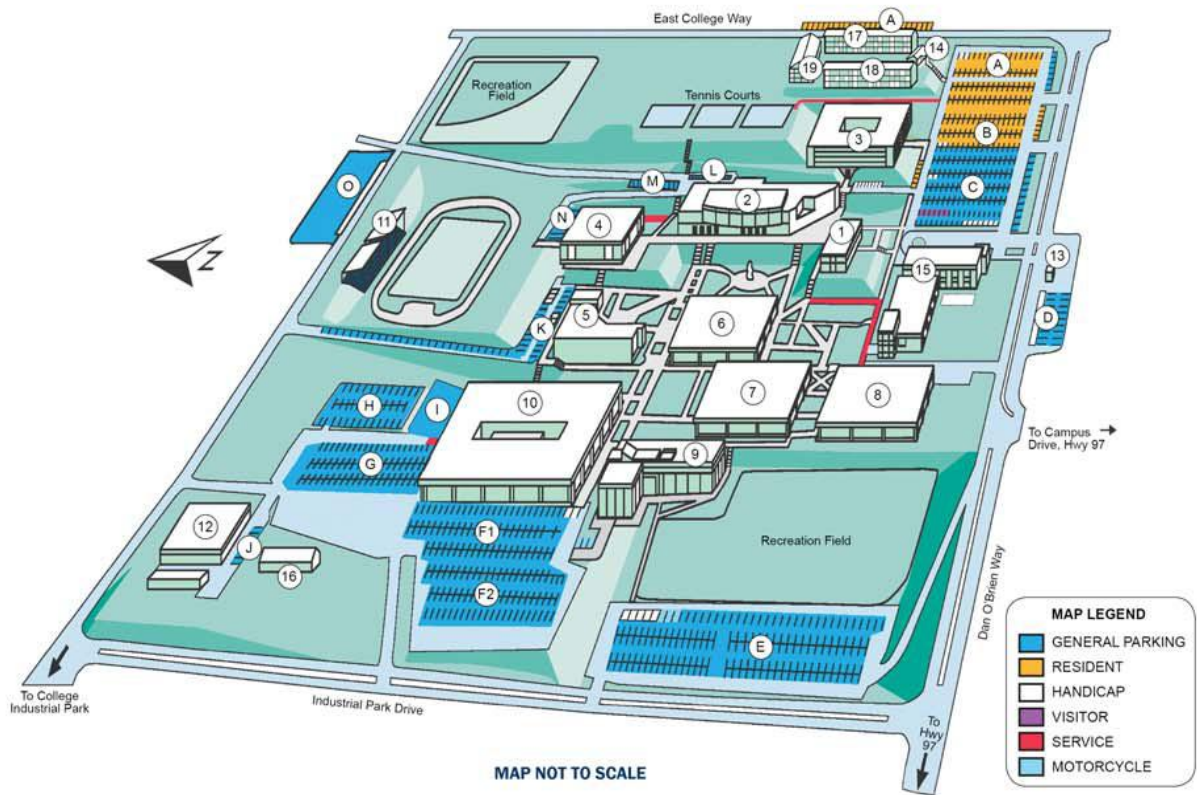 East College Way
A
17
14
19
18
A
Recreation
Field
Tennis Courts
B
3
L
M
C
O
2
N
11
4
1
13
N
15
D
K
5
6
H
I
10
7
8
To Campus
Drive, Hwy 97
G
9
12
F1
J
16
Recreation Field
F2
Dan O'Brien Way
E
To College
Industrial Park
Industrial Park Drive
To
Hwy
97
MAP NOT TO SCALE
MAP LEGEND
GENERAL PARKING
RESIDENT
HANDICAP
VISITOR
SERVICE
MOTORCYCLE